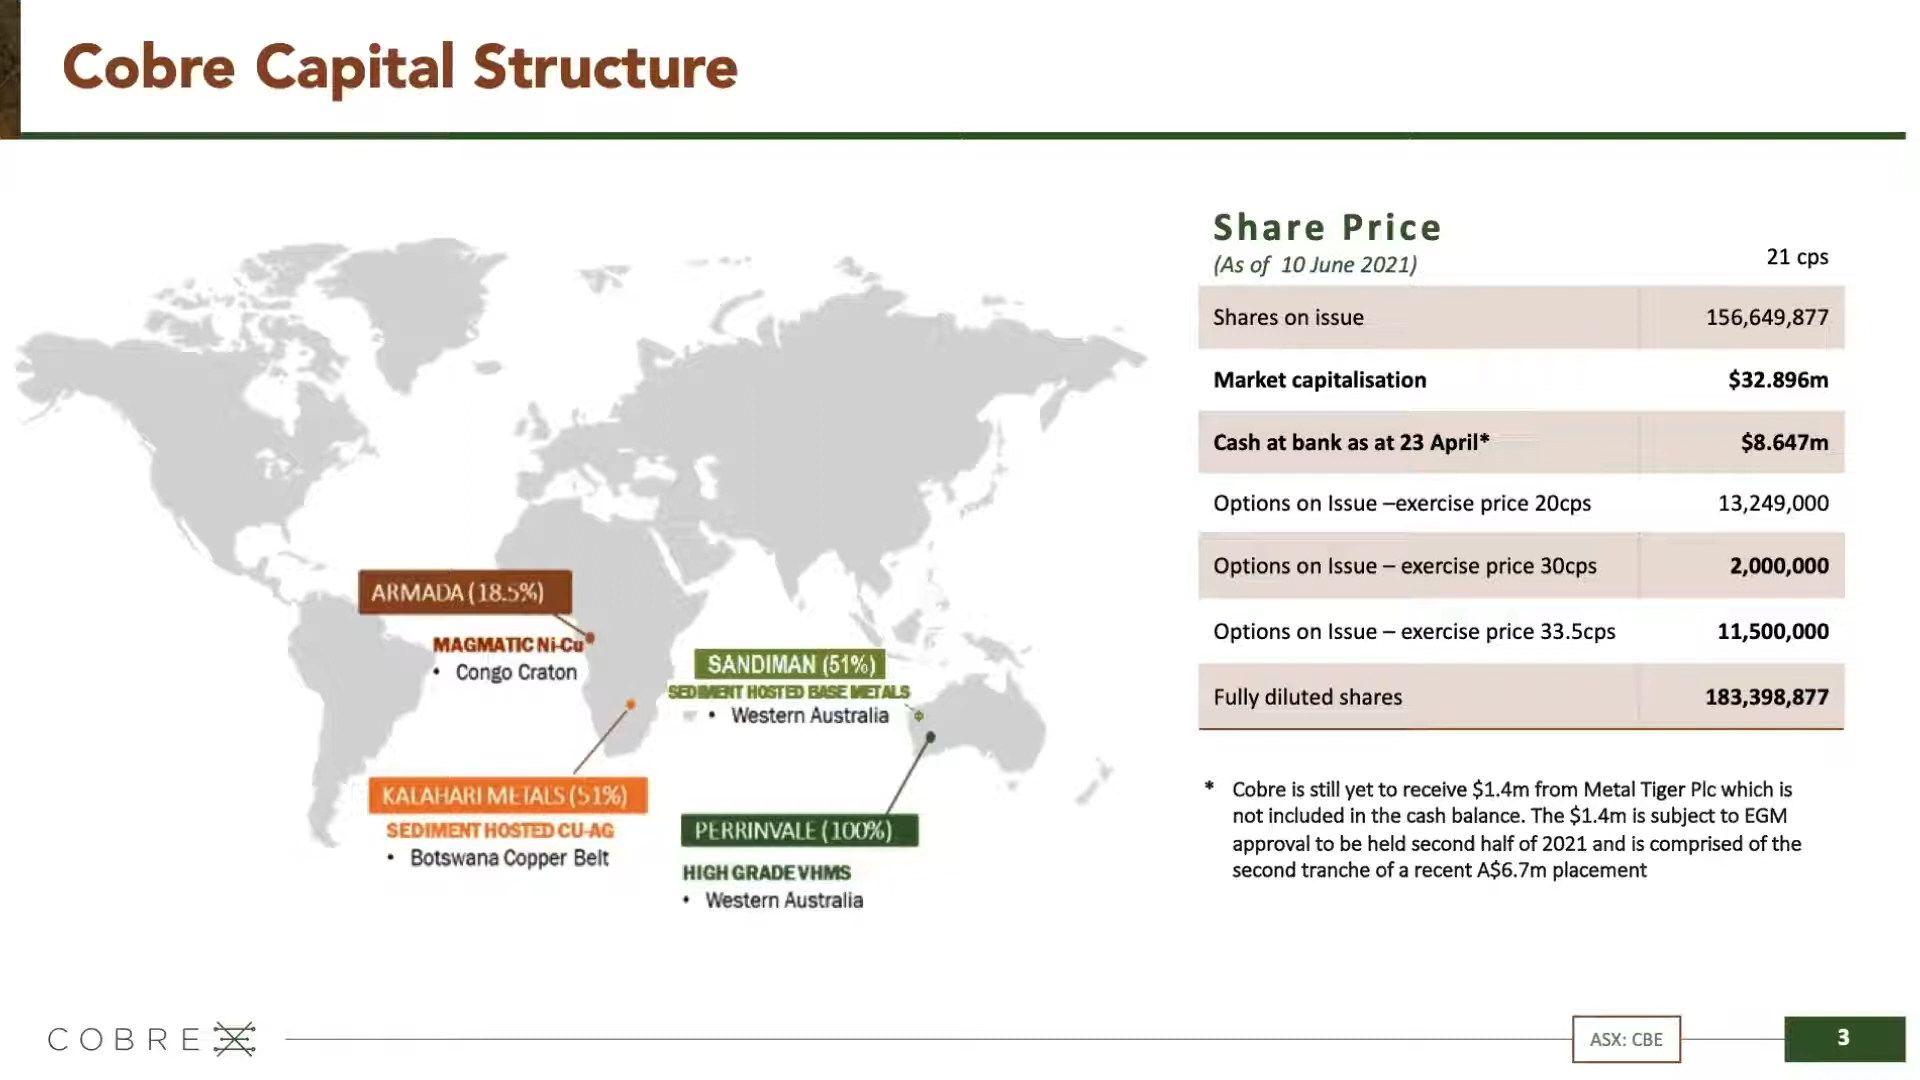 Cobre Capital Structure
Share Price
(As of 10 June 2021)
21 cps
Shares on issue 156,649,877
Market capitalisation $32.896m
Cash at bank as at 23 April* $8.647m
Options on Issue –exercise price 20cps 13,249,000
Options on Issue – exercise price 30cps 2,000,000
Options on Issue – exercise price 33.5cps 11,500,000
Fully diluted shares 183,398,877
* Cobre is still yet to receive $1.4m from Metal Tiger Plc which is
not included in the cash balance. The $1.4m is subject to EGM
approval to be held second half of 2021 and is comprised of the
second tranche of a recent A$6.7m placement
ARMADA (18.5%)
MAGMATIC Ni-Cu
• Congo Craton
SANDIMAN (51%)
SEDIMENT HOSTED BASE METALS
• Western Australia
KALAHARI METALS (51%)
SEDIMENT HOSTED CU-AG
• Botswana Copper Belt
PERRINVALE (100%)
HIGH GRADE VHMS
• Western Australia
COBRE
ASX: CBE
3